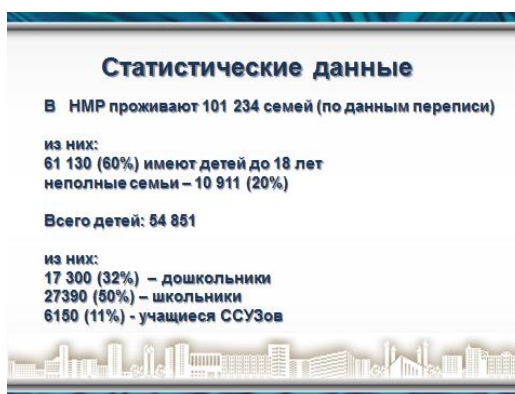 Статистические данные
В НМР проживают 101 234 семей (по данным переписи)
из них:
61 130 (60%) имеют детей до 18 лет
неполные семьи – 10 911 (20%)
Всего детей: 54 851
из них:
17 300 (32%) – дошкольники
27390 (50%) – школьники
6150 (11%) - учащиеся ССУЗов